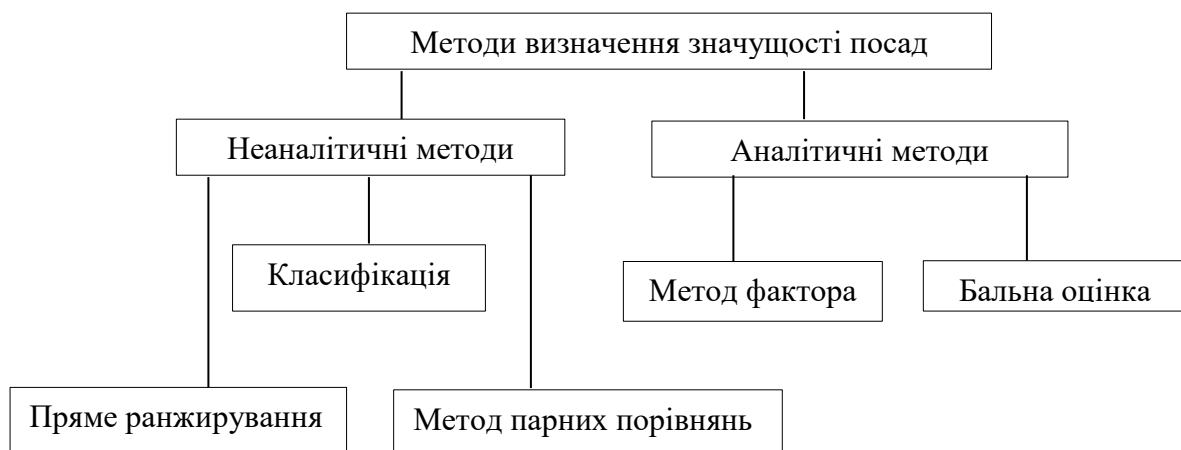 Методи визначення значущості посад
Неаналітичні методи
Аналітичні методи
Класифікація
Метод фактора
Бальна оцінка
Пряме ранжирування
Метод парних порівнянь